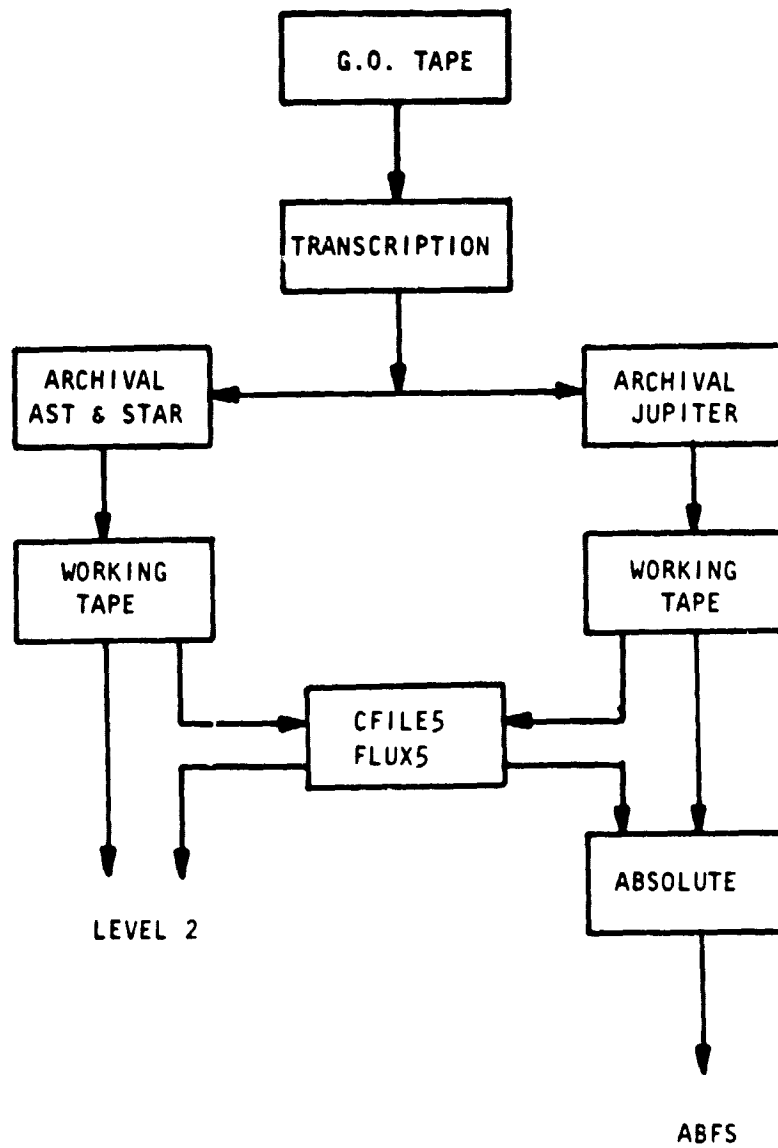 G.O. TAPE
TRANSCRIPTION
ARCHIVAL
AST & STAR
ARCHIVAL
JUPITER
WORKING
TAPE
WORKING
TAPE
CFILE5
FLUX5
ABSOLUTE
LEVEL 2
ABFS